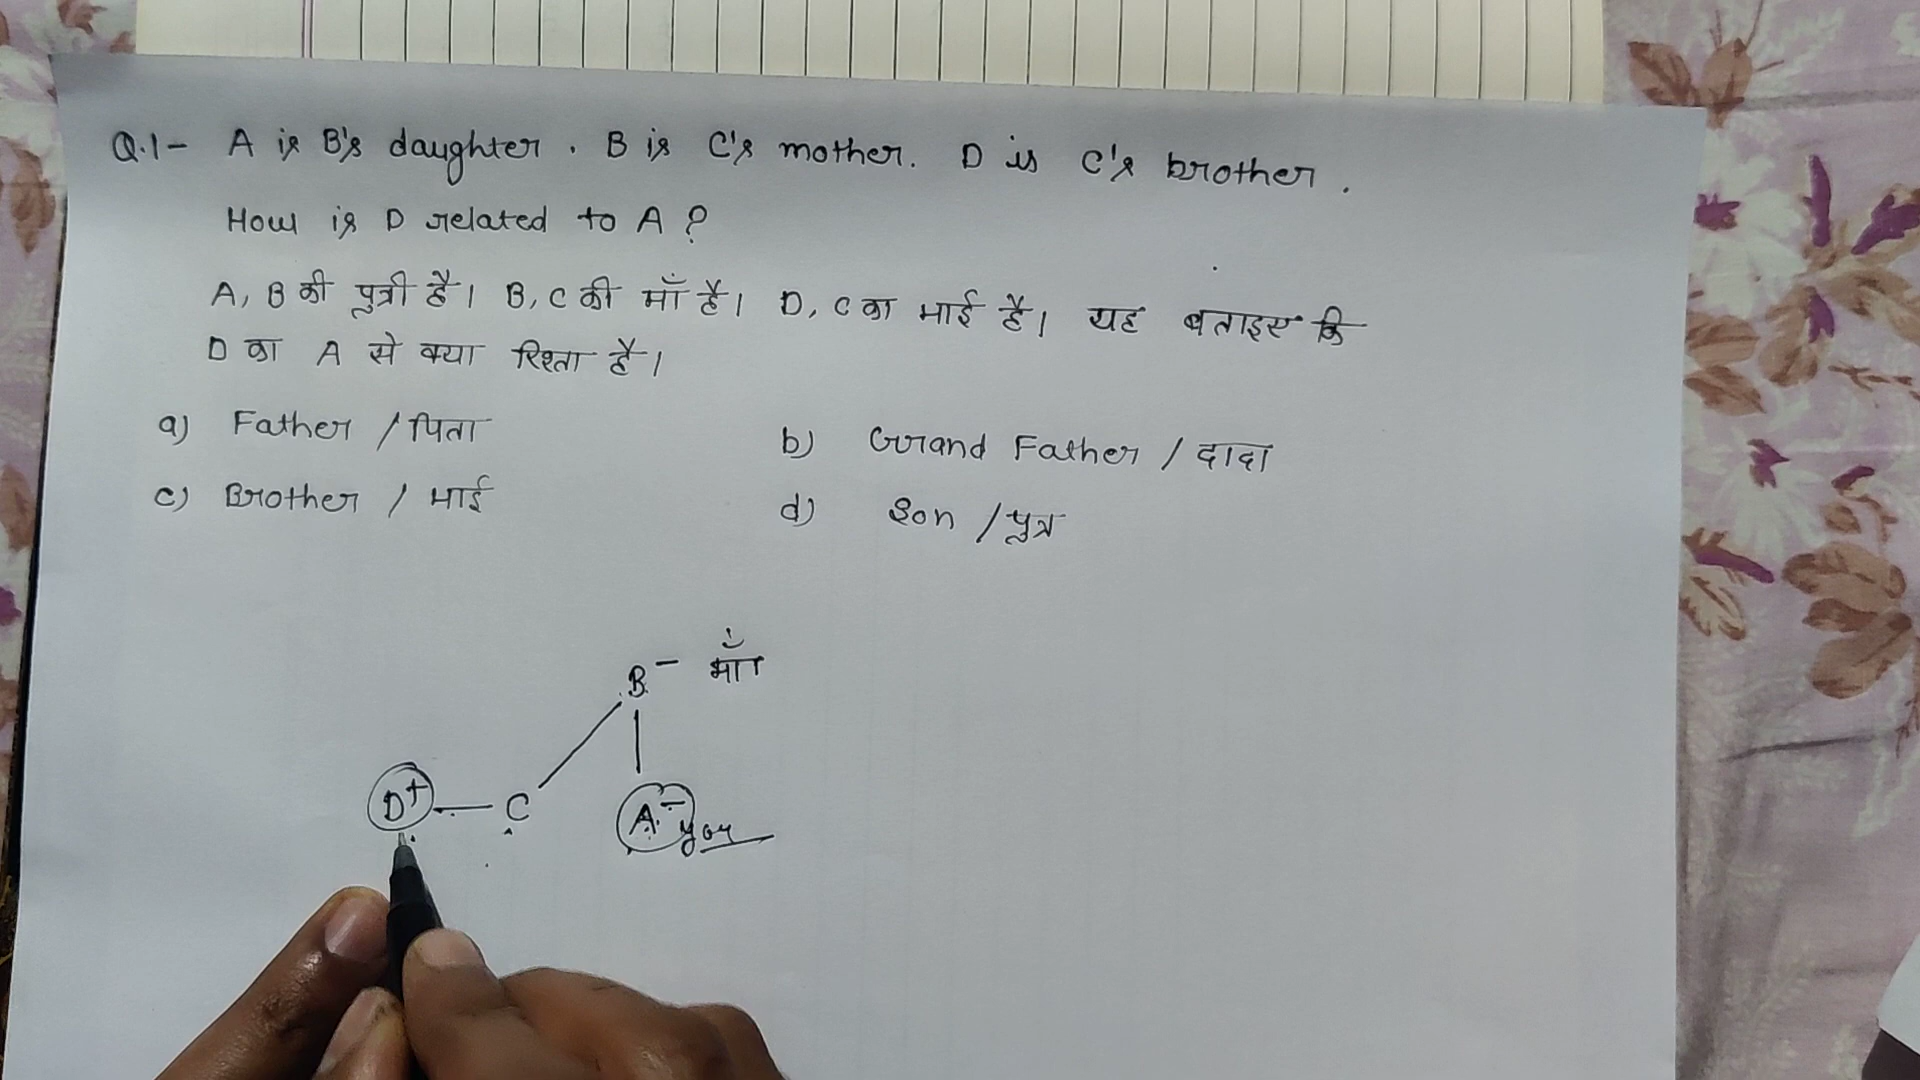 Q.1- A is B's daughter. B is C's mother. D is C's brother.
How is D related to A?
A, B की पुत्री है। B, C की माँ है। D, C का भाई है। यह बताइए कि
D का A से क्या रिश्ता है।
a) Father / पिता
b) Grand Father / दादा
c) Brother / भाई
d) Son / पुत्र
B - माँ
D+ — C
A -
you